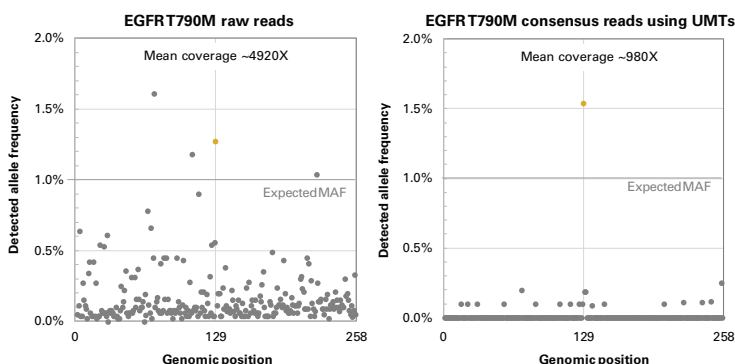 EGFR T790M raw reads
2.0%
1.5%
1.0%
0.5%
0.0%
Detected allele frequency
Mean coverage ~4920X
Expected MAF
0
129
258
Genomic position
EGFR T790M consensus reads using UMTs
2.0%
1.5%
1.0%
0.5%
0.0%
Detected allele frequency
Mean coverage ~980X
Expected MAF
0
129
258
Genomic position